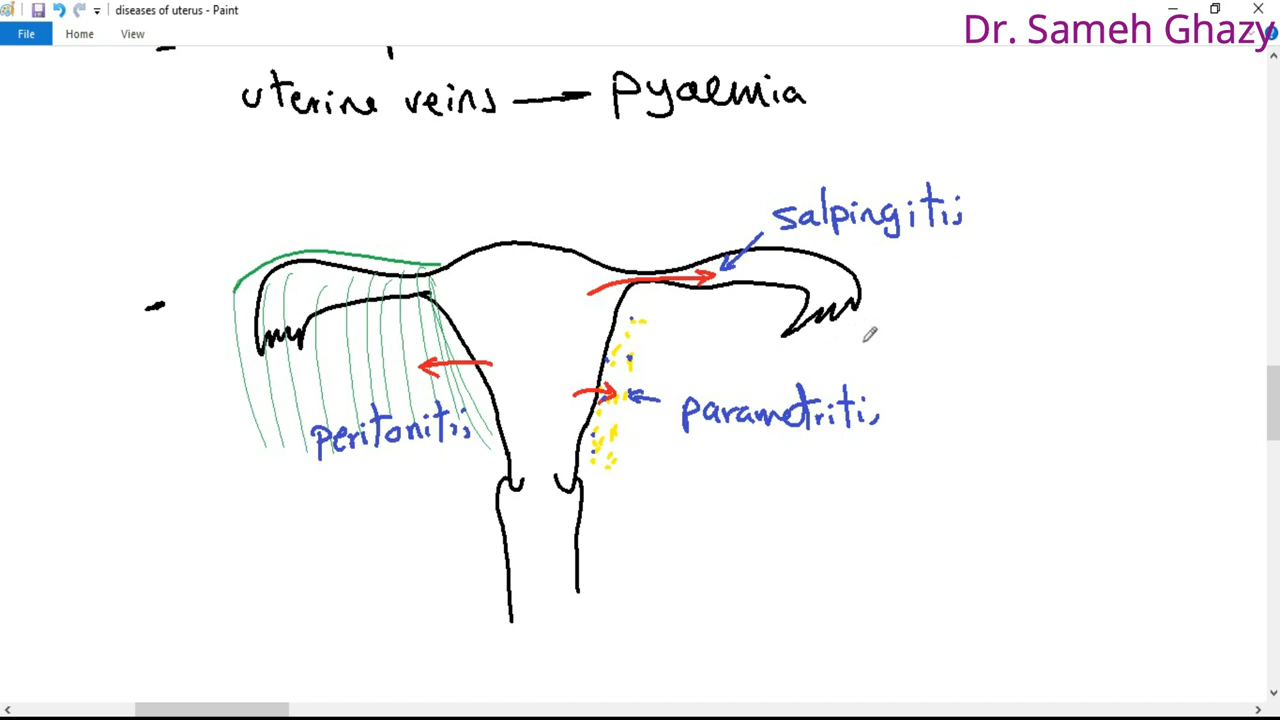 diseases of uterus - Paint
Dr. Sameh Ghazy
File Home View
uterine veins → pyaemia
salpingitis
peritonitis
parametritis